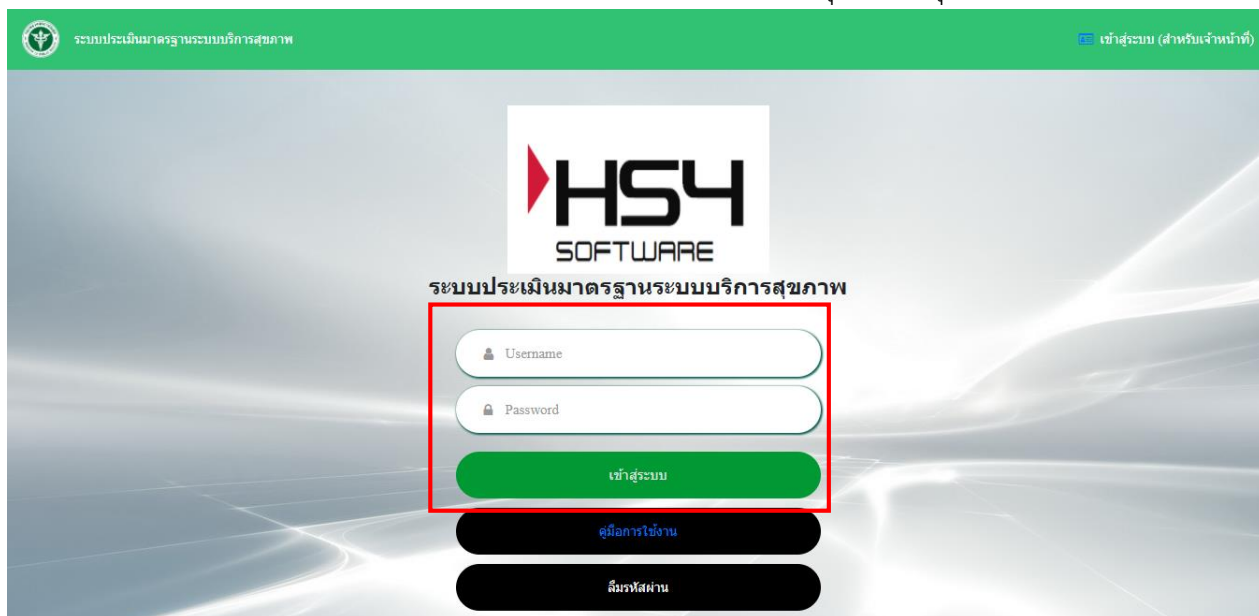 ระบบประเมินมาตรฐานระบบบริการสุขภาพ
เข้าสู่ระบบ (สำหรับเจ้าหน้าที่)
HS4
SOFTWARE
ระบบประเมินมาตรฐานระบบบริการสุขภาพ
Username
Password
เข้าสู่ระบบ
คู่มือการใช้งาน
ลืมรหัสผ่าน